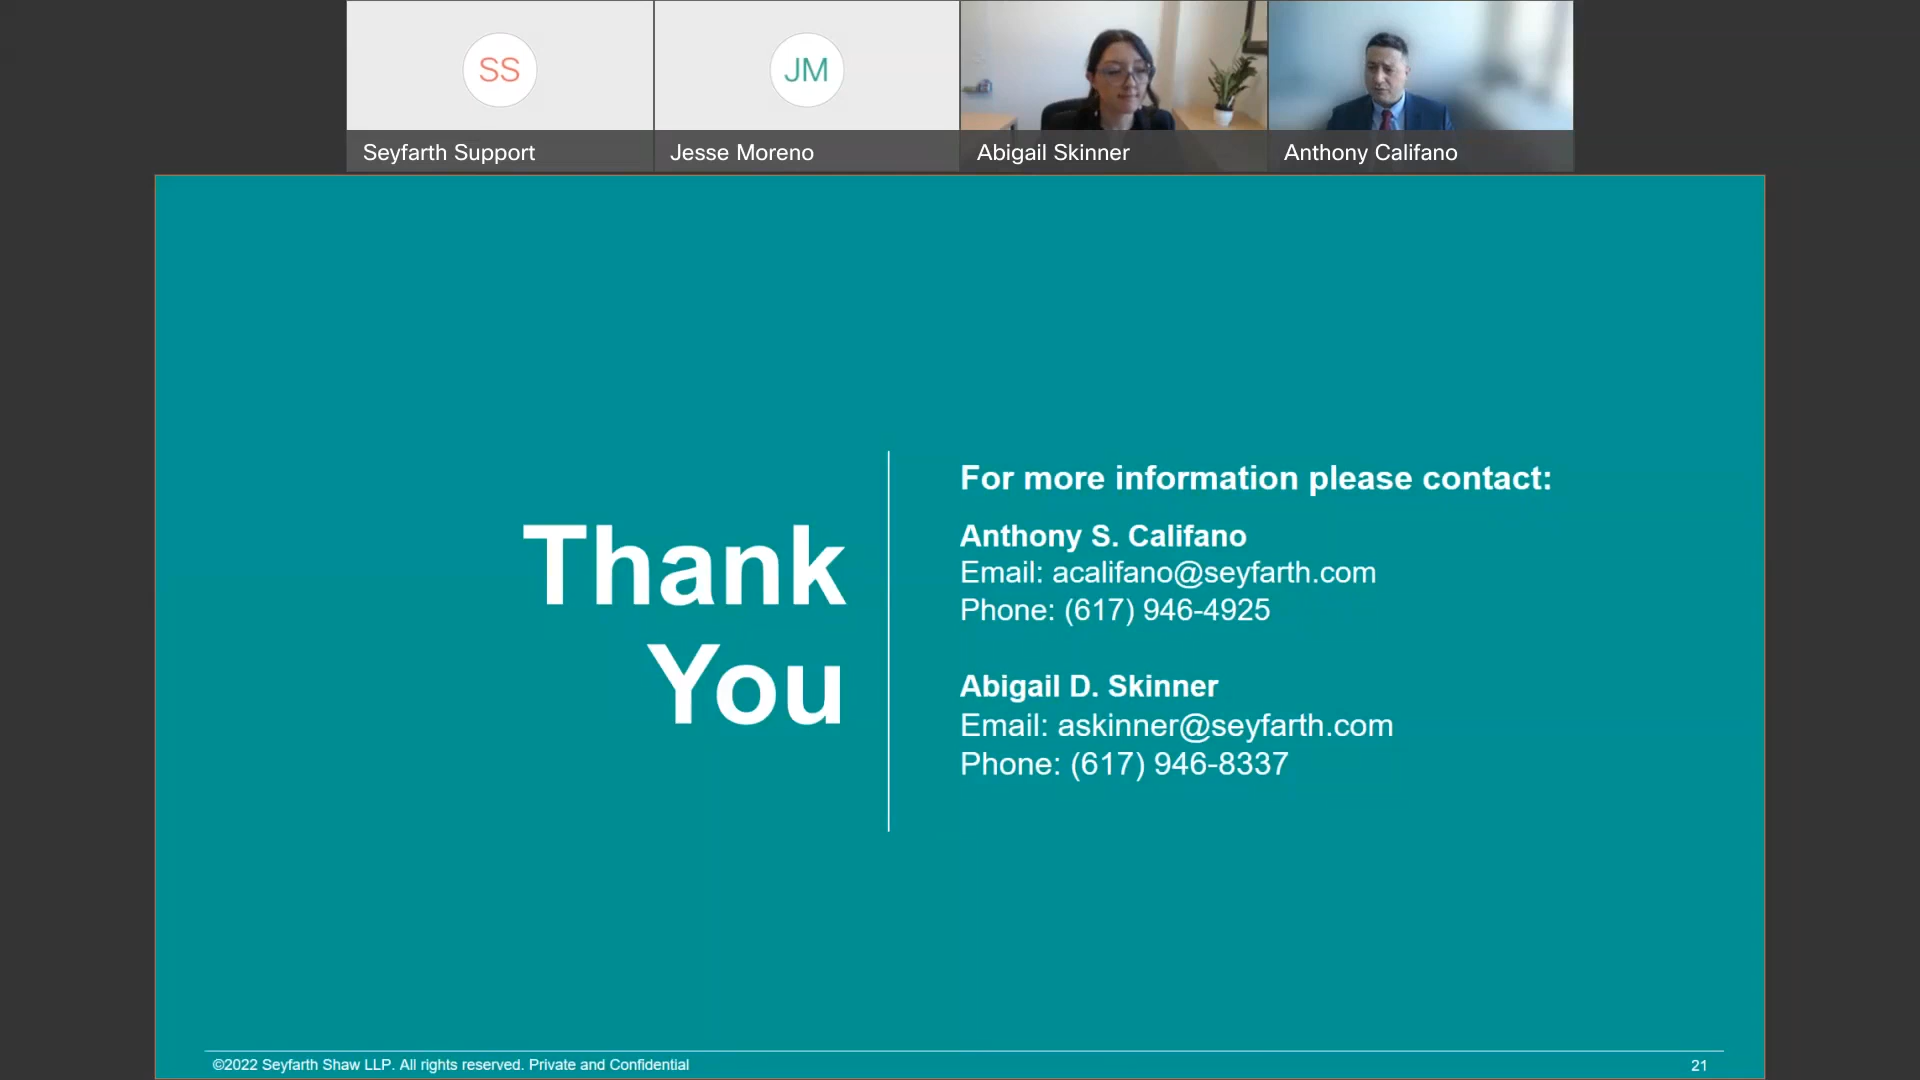 SS
JM
Seyfarth Support
Jesse Moreno
Abigail Skinner
Anthony Califano
Thank
You
For more information please contact:
Anthony S. Califano
Email: acalifano@seyfarth.com
Phone: (617) 946-4925
Abigail D. Skinner
Email: askinner@seyfarth.com
Phone: (617) 946-8337
©2022 Seyfarth Shaw LLP. All rights reserved. Private and Confidential
21